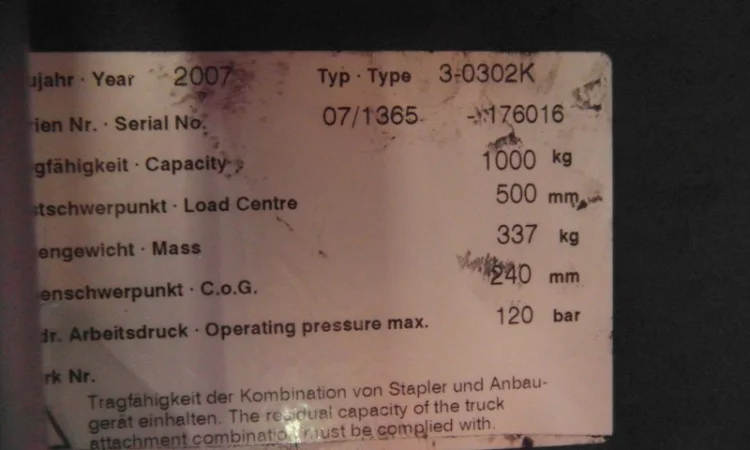 ujahr · Year 2007 Typ · Type 3-0302K
rien Nr. · Serial No. 07/1365 - 176016
gfähigkeit · Capacity 1000 kg
stschwerpunkt · Load Centre 500 mm
engewicht · Mass 337 kg
enschwerpunkt · C.o.G. 240 mm
dr. Arbeitsdruck · Operating pressure max. 120 bar
rk Nr.
Tragfähigkeit der Kombination von Stapler und Anbau-
gerät einhalten. The residual capacity of the truck
attachment combination must be complied with.